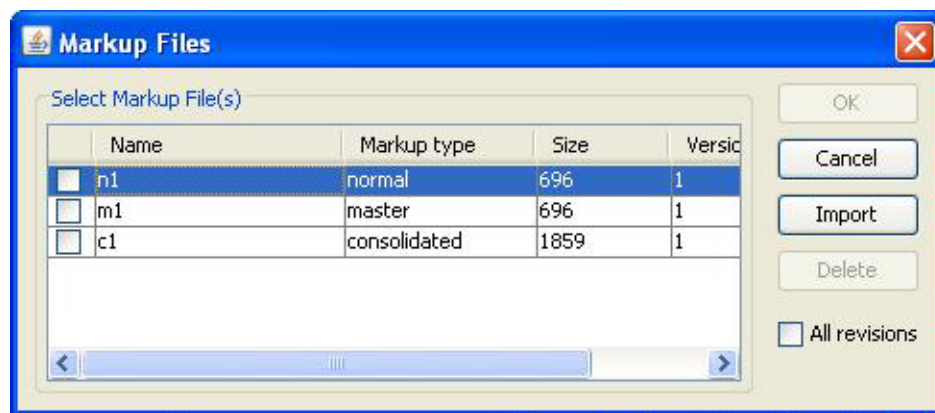 Markup Files
Select Markup File(s)
Name Markup type Size Versic
n1 normal 696 1
m1 master 696 1
c1 consolidated 1859 1
OK
Cancel
Import
Delete
All revisions